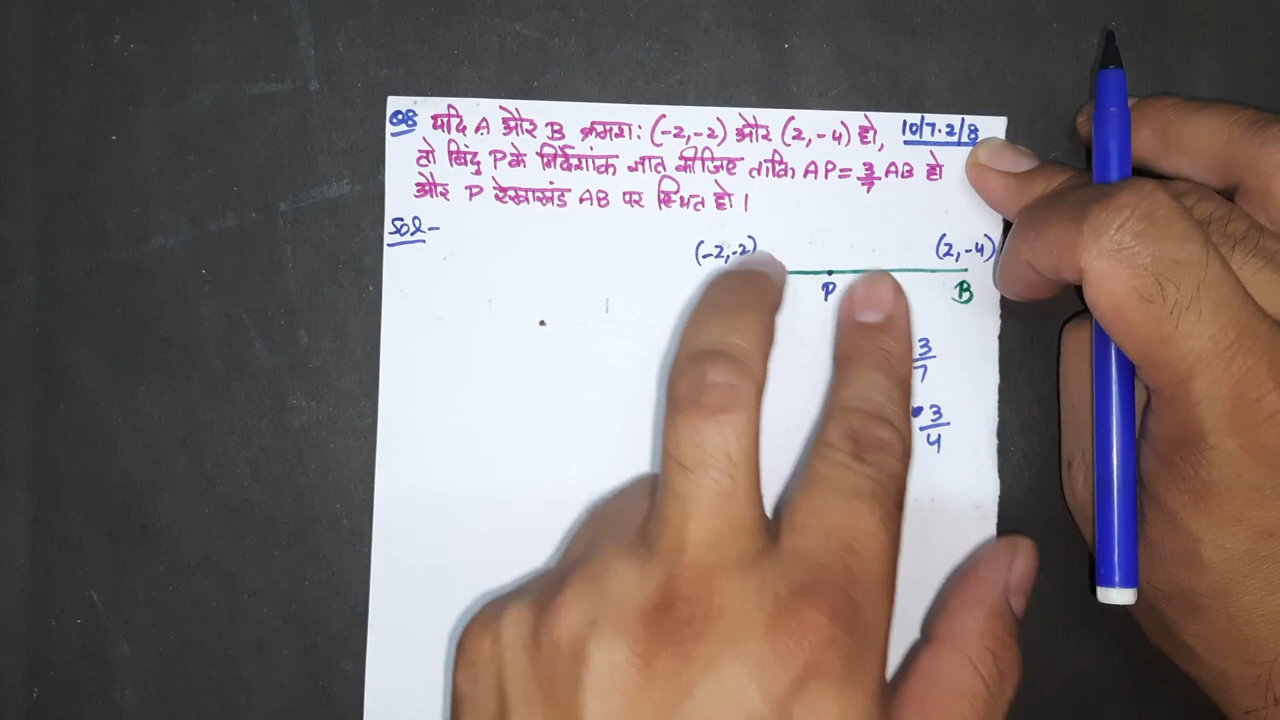 Q8 यदि A और B क्रमश: (-2,-2) और (2,-4) हो, 10/7.2/8
तो बिंदु P के निर्देशांक ज्ञात कीजिए ताकि AP = 3/7 AB हो
और P रेखाखंड AB पर स्थित हो।
Sol-
(-2,-2) (2,-4)
P B
3/7
3/4